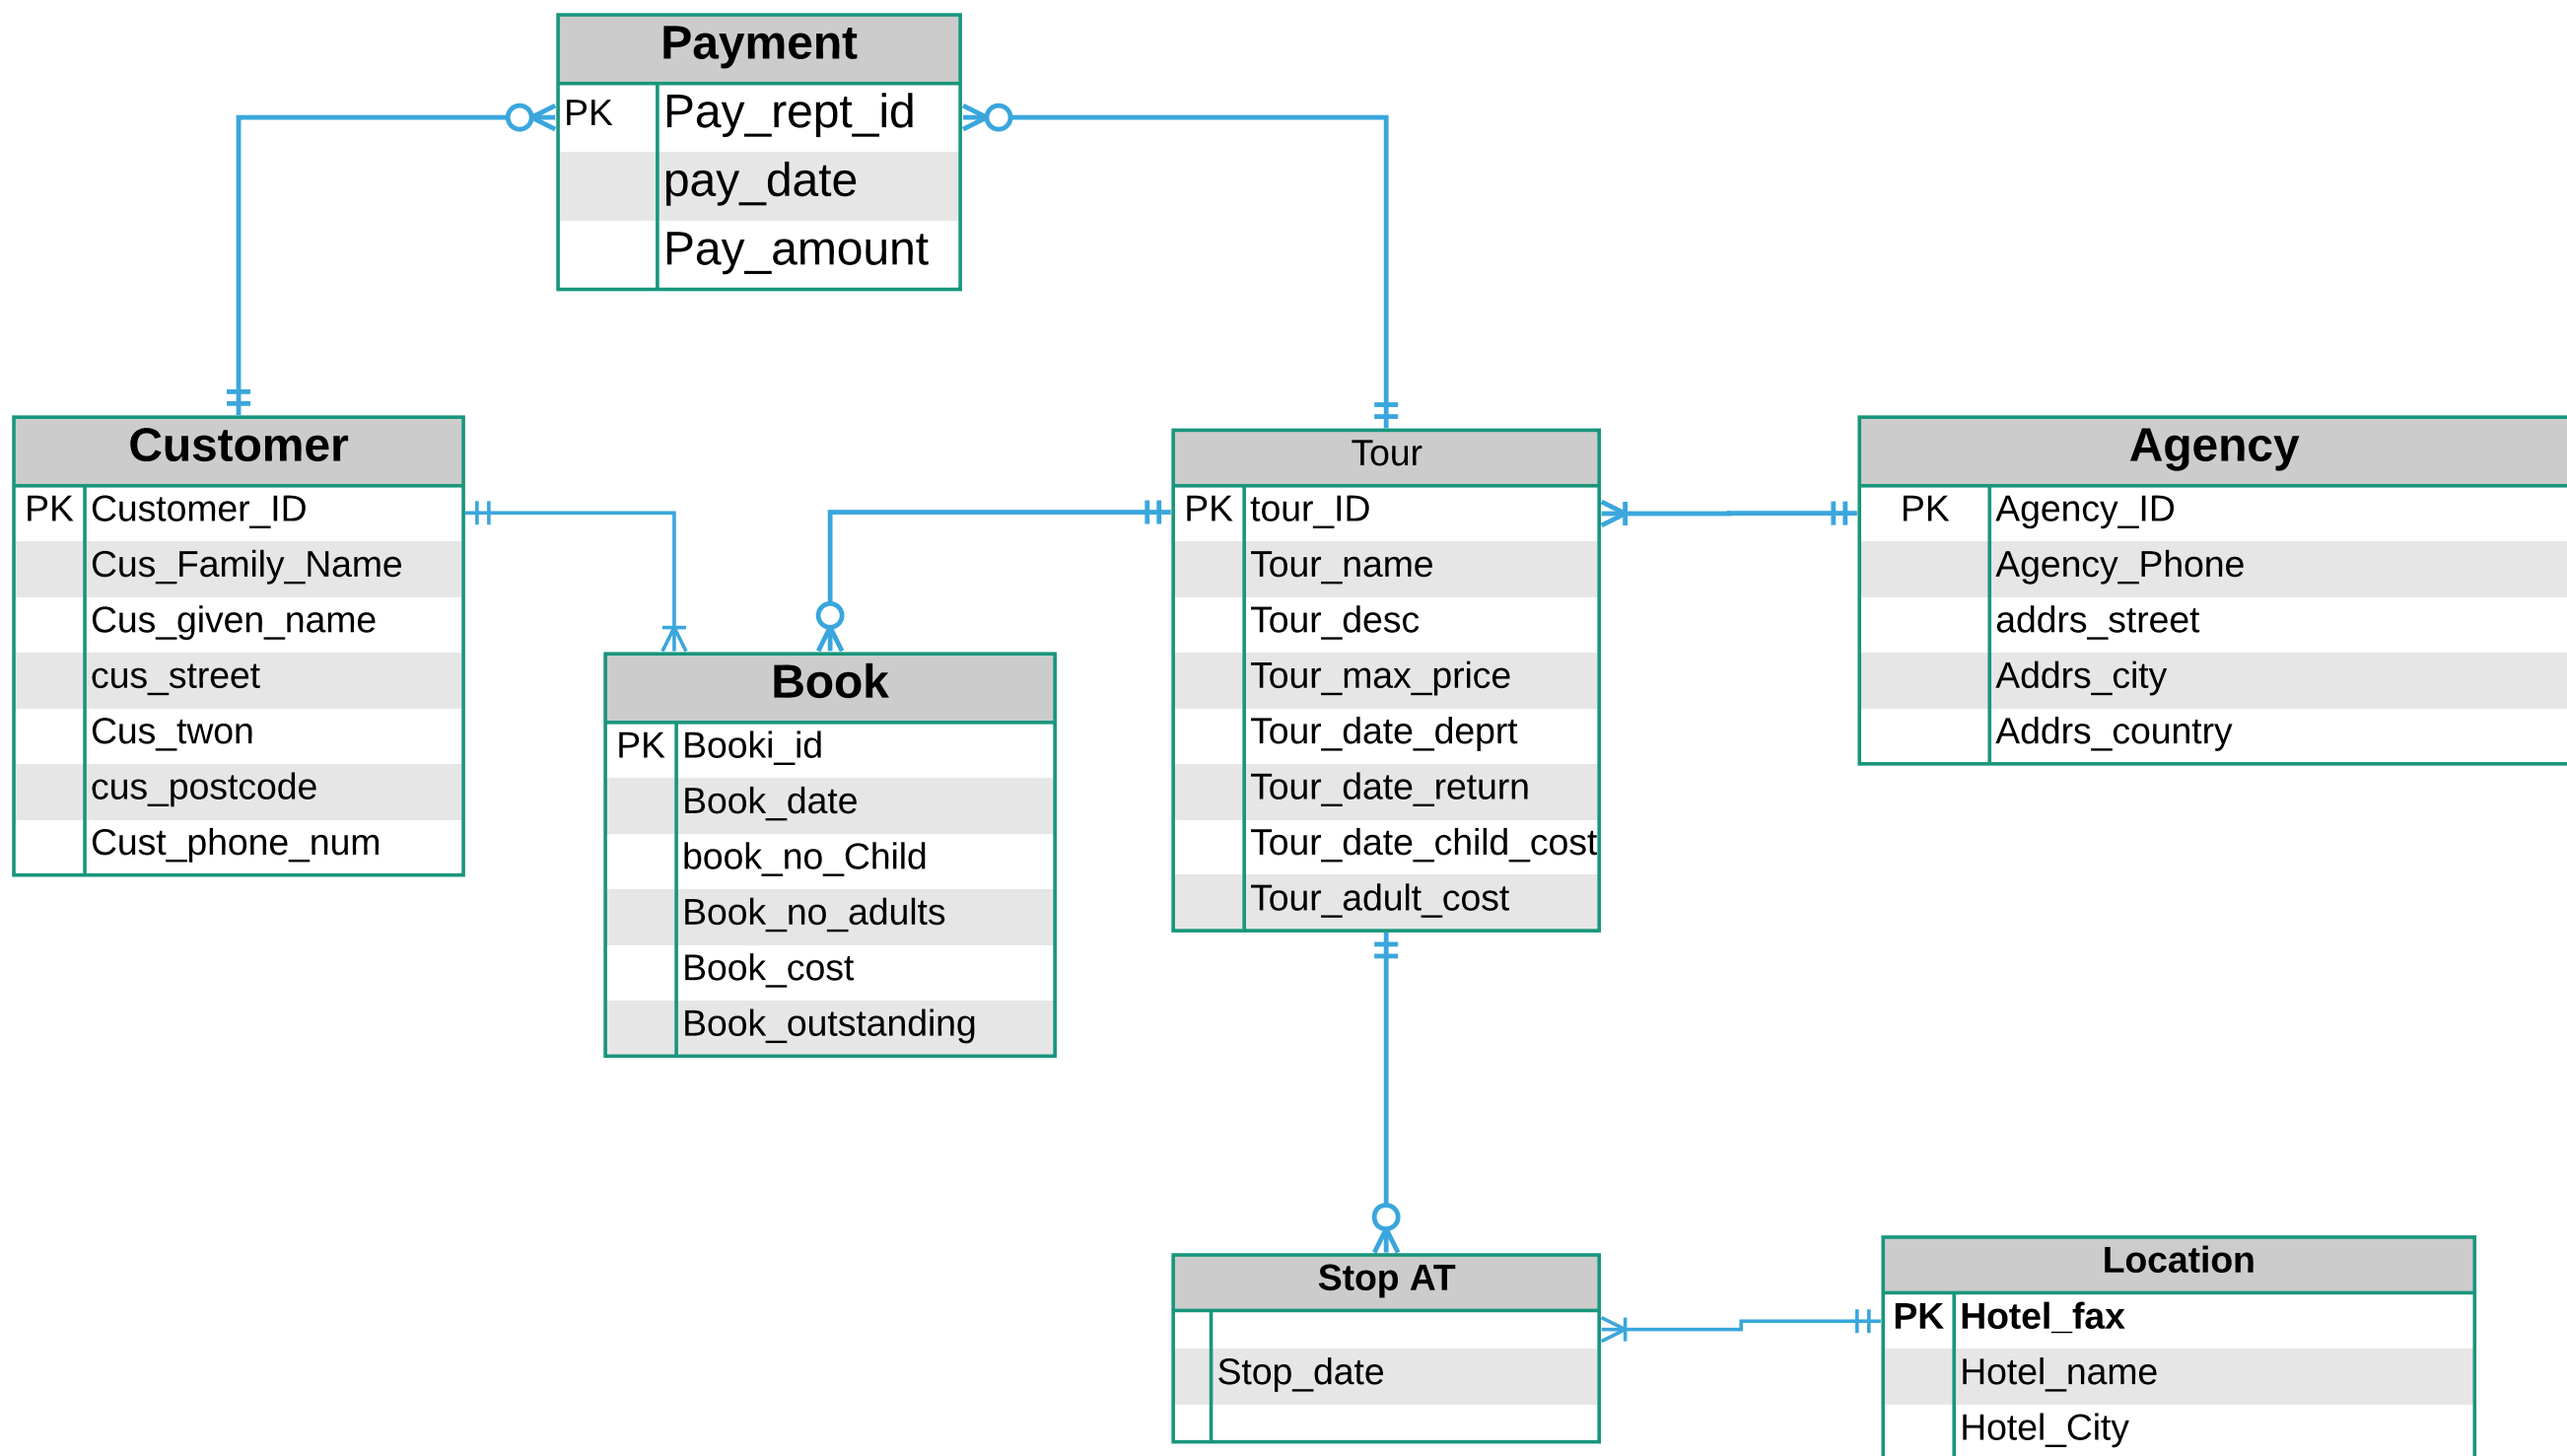 Payment
PK Pay_rept_id
pay_date
Pay_amount
Customer
PK Customer_ID
Cus_Family_Name
Cus_given_name
cus_street
Cus_twon
cus_postcode
Cust_phone_num
Book
PK Booki_id
Book_date
book_no_Child
Book_no_adults
Book_cost
Book_outstanding
Tour
PK tour_ID
Tour_name
Tour_desc
Tour_max_price
Tour_date_deprt
Tour_date_return
Tour_date_child_cost
Tour_adult_cost
Agency
PK Agency_ID
Agency_Phone
addrs_street
Addrs_city
Addrs_country
Stop AT
Stop_date
Location
PK Hotel_fax
Hotel_name
Hotel_City